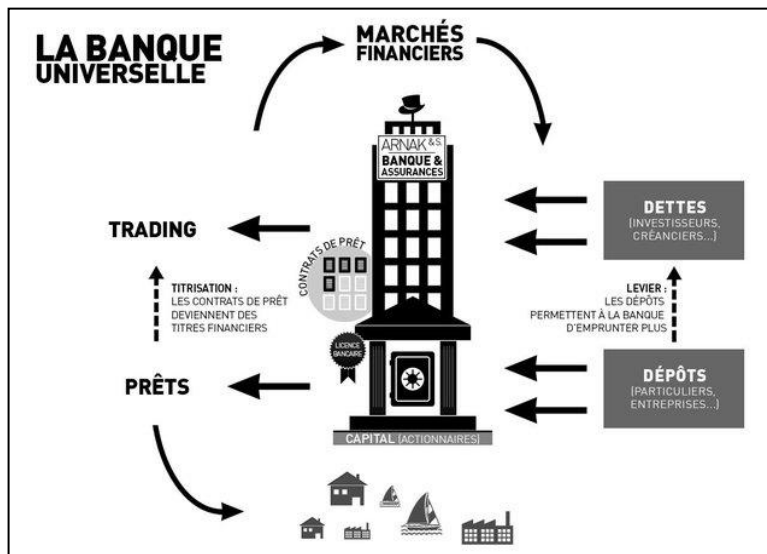 LA BANQUE
UNIVERSELLE
MARCHÉS
FINANCIERS
ARNAK & S.
BANQUE &
ASSURANCES
TRADING
CONTRATS DE PRÊT
DETTES
(INVESTISSEURS,
CRÉANCIERS...)
TITRISATION :
LES CONTRATS DE PRÊT
DEVIENNENT DES
TITRES FINANCIERS
LEVIER :
LES DÉPÔTS
PERMETTENT À LA BANQUE
D'EMPRUNTER PLUS
LICENCE
BANCAIRE
PRÊTS
DÉPÔTS
(PARTICULIERS,
ENTREPRISES...)
CAPITAL (ACTIONNAIRES)